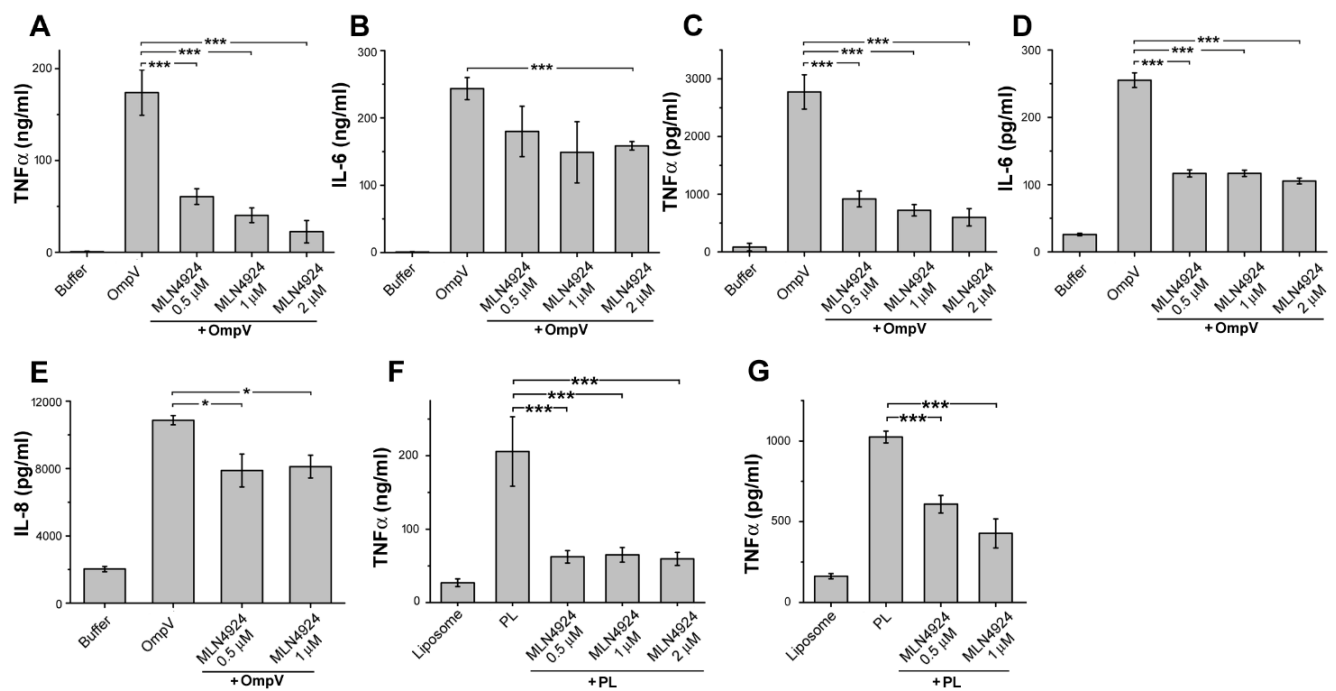 A
TNFα (ng/ml)
200
100
0
***
***
***
Buffer
OmpV
MLN4924
0.5 μM
MLN4924
1 μM
MLN4924
2 μM
+OmpV
B
IL-6 (ng/ml)
300
200
100
0
***
Buffer
OmpV
MLN4924
0.5 μM
MLN4924
1 μM
MLN4924
2 μM
+OmpV
C
TNFα (pg/ml)
3000
2000
1000
0
***
***
***
Buffer
OmpV
MLN4924
0.5 μM
MLN4924
1 μM
MLN4924
2 μM
+OmpV
D
IL-6 (pg/ml)
300
200
100
0
***
***
***
Buffer
OmpV
MLN4924
0.5 μM
MLN4924
1 μM
MLN4924
2 μM
+OmpV
E
IL-8 (pg/ml)
12000
8000
4000
0
*
*
Buffer
OmpV
MLN4924
0.5 μM
MLN4924
1 μM
+OmpV
F
TNFα (ng/ml)
200
100
0
***
***
***
Liposome
PL
MLN4924
0.5 μM
MLN4924
1 μM
MLN4924
2 μM
+PL
G
TNFα (pg/ml)
1000
500
0
***
***
Liposome
PL
MLN4924
0.5 μM
MLN4924
1 μM
+PL